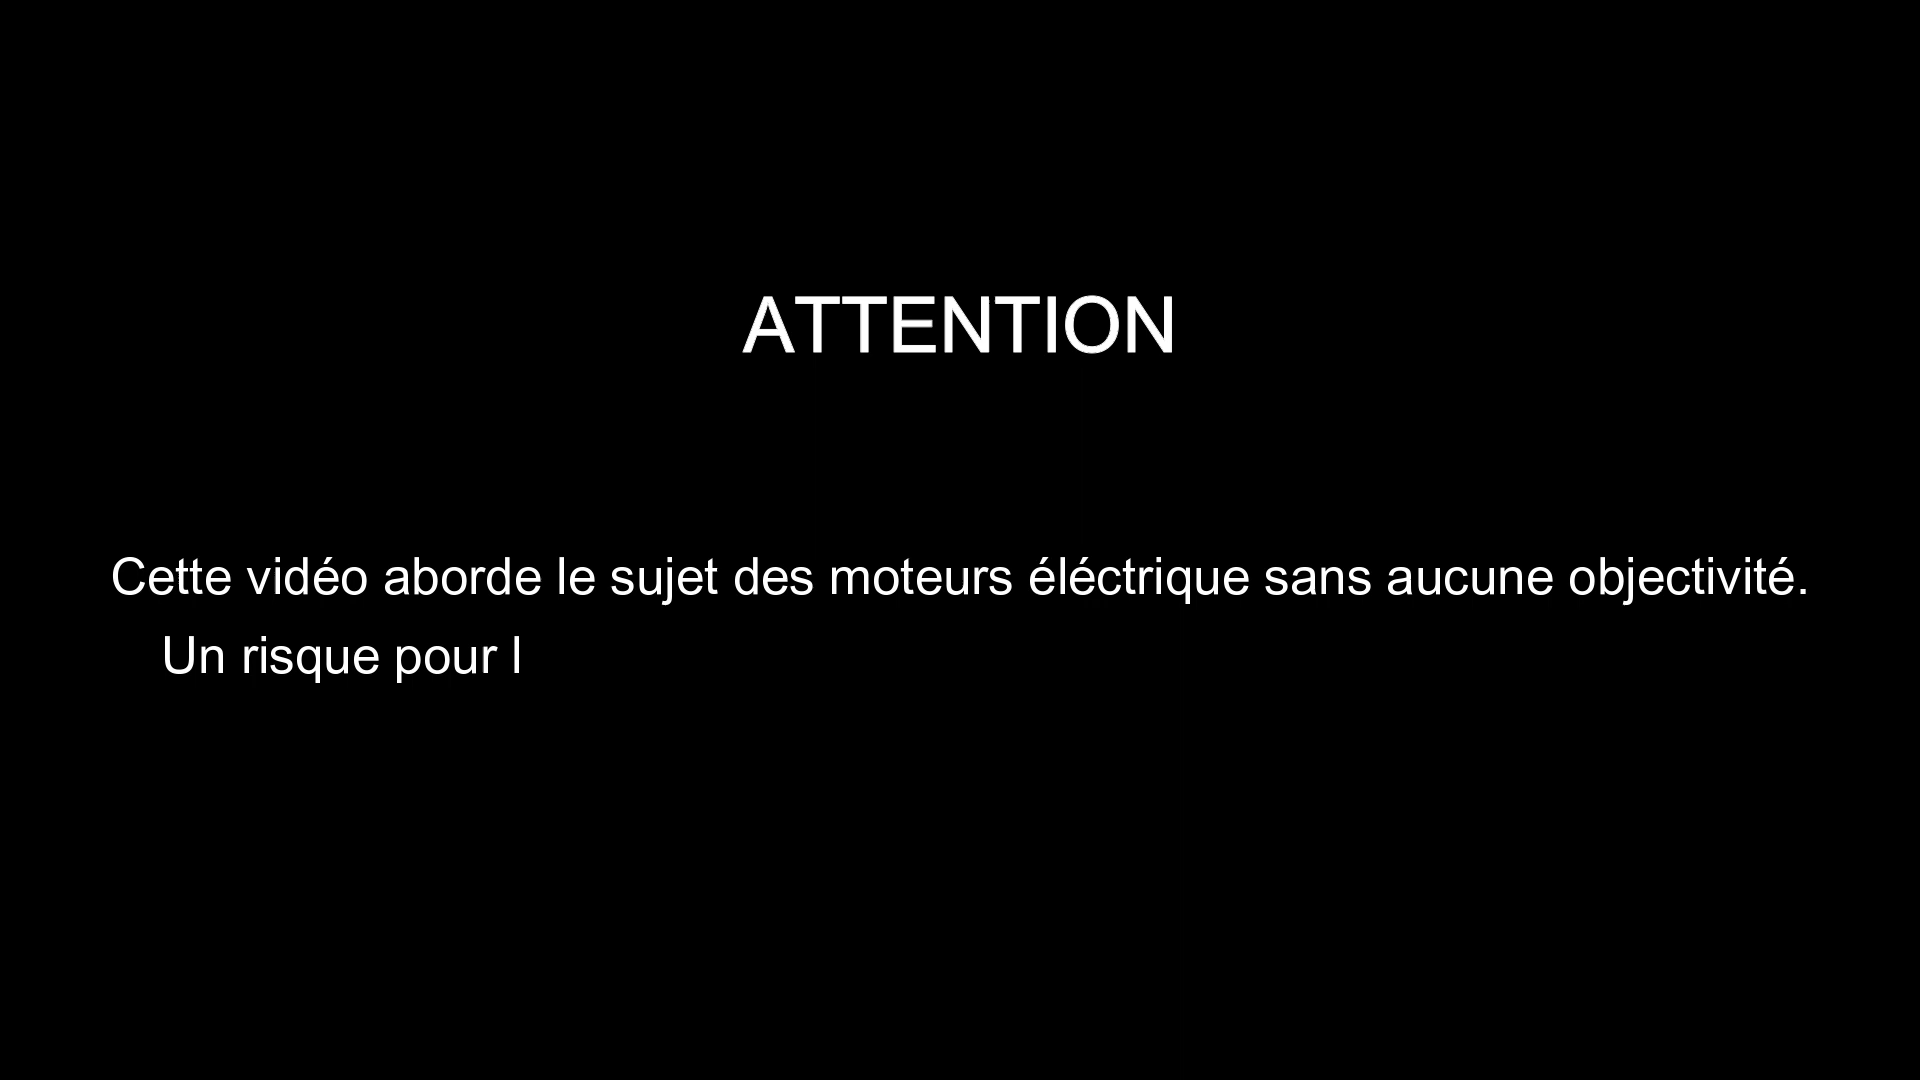 ATTENTION
Cette vidéo aborde le sujet des moteurs éléctrique sans aucune objectivité.
Un risque pour l